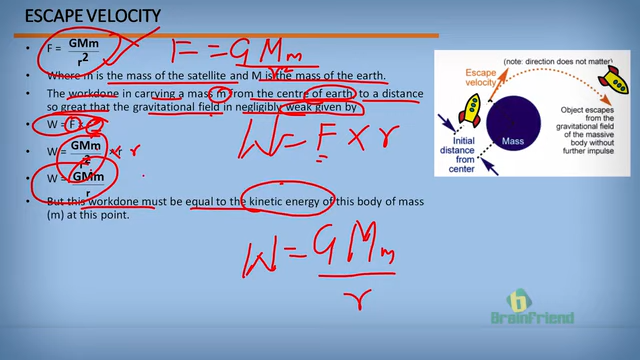 ESCAPE VELOCITY
• F = GMm / r²
F = GMm / r²
• Where m is the mass of the satellite and M is the mass of the earth.
• The workdone in carrying a mass m from the centre of earth to a distance
so great that the gravitational field in negligibly weak given by
• W = F × r
W = F × r
• W = GMm / r² × r
• W = GMm / r
• But this workdone must be equal to the kinetic energy of this body of mass
(m) at this point.
W = GMm / r
(note: direction does not matter)
Escape
velocity
Mass
Initial
distance
from
center
Object escapes
from the
gravitational field
of the
massive body
without further
impulse
b
BrainFriend